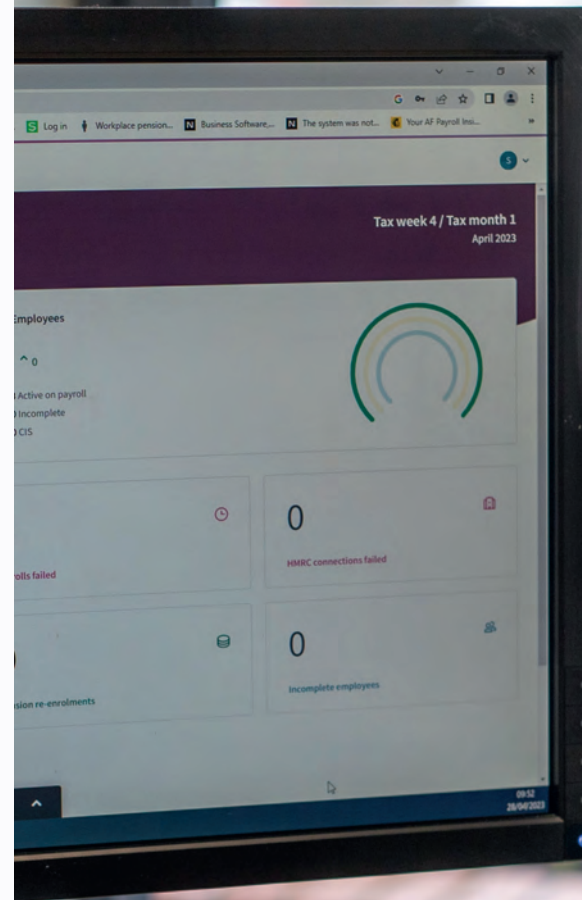 G
S Log in Workplace pension... N Business Software,... N The system was not... Your AF Payroll Insi... »
S
Tax week 4 / Tax month 1
April 2023
Employees
0
Active on payroll
Incomplete
CIS
0
HMRC connections failed
rolls failed
0
Incomplete employees
sion re-enrolments
09:52
28/04/2023